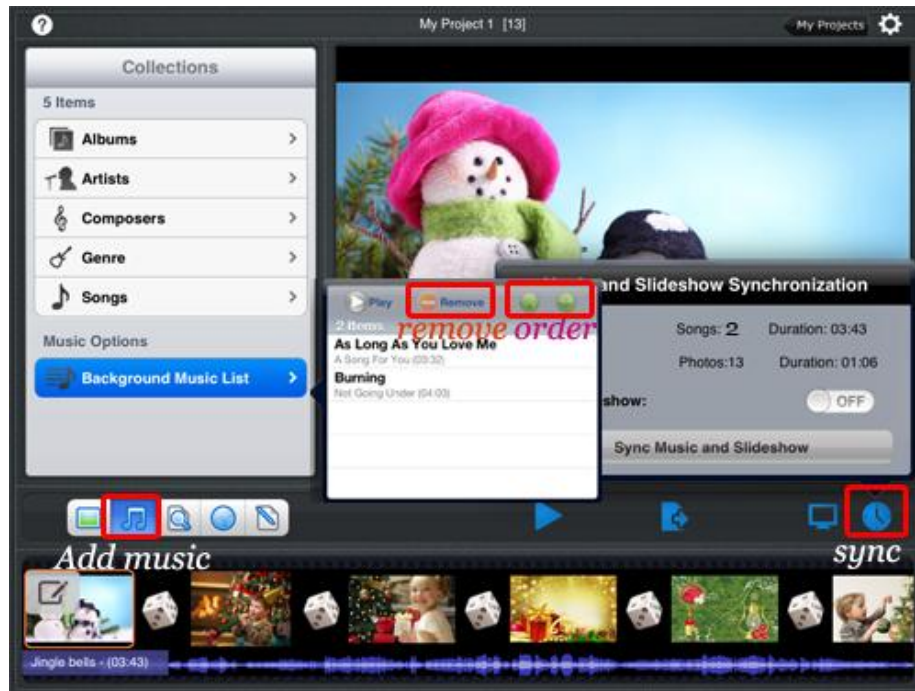 ?
My Project 1 [13]
My Projects
Collections
5 Items
Albums
Artists
Composers
Genre
Songs
Music Options
Background Music List
Play
Remove
remove order
2 Items
As Long As You Love Me
A Song For You (03:32)
Burning
Not Going Under (04:03)
and Slideshow Synchronization
Songs: 2 Duration: 03:43
Photos:13 Duration: 01:06
show:
OFF
Sync Music and Slideshow
Add music
sync
Jingle bells - (03:43)